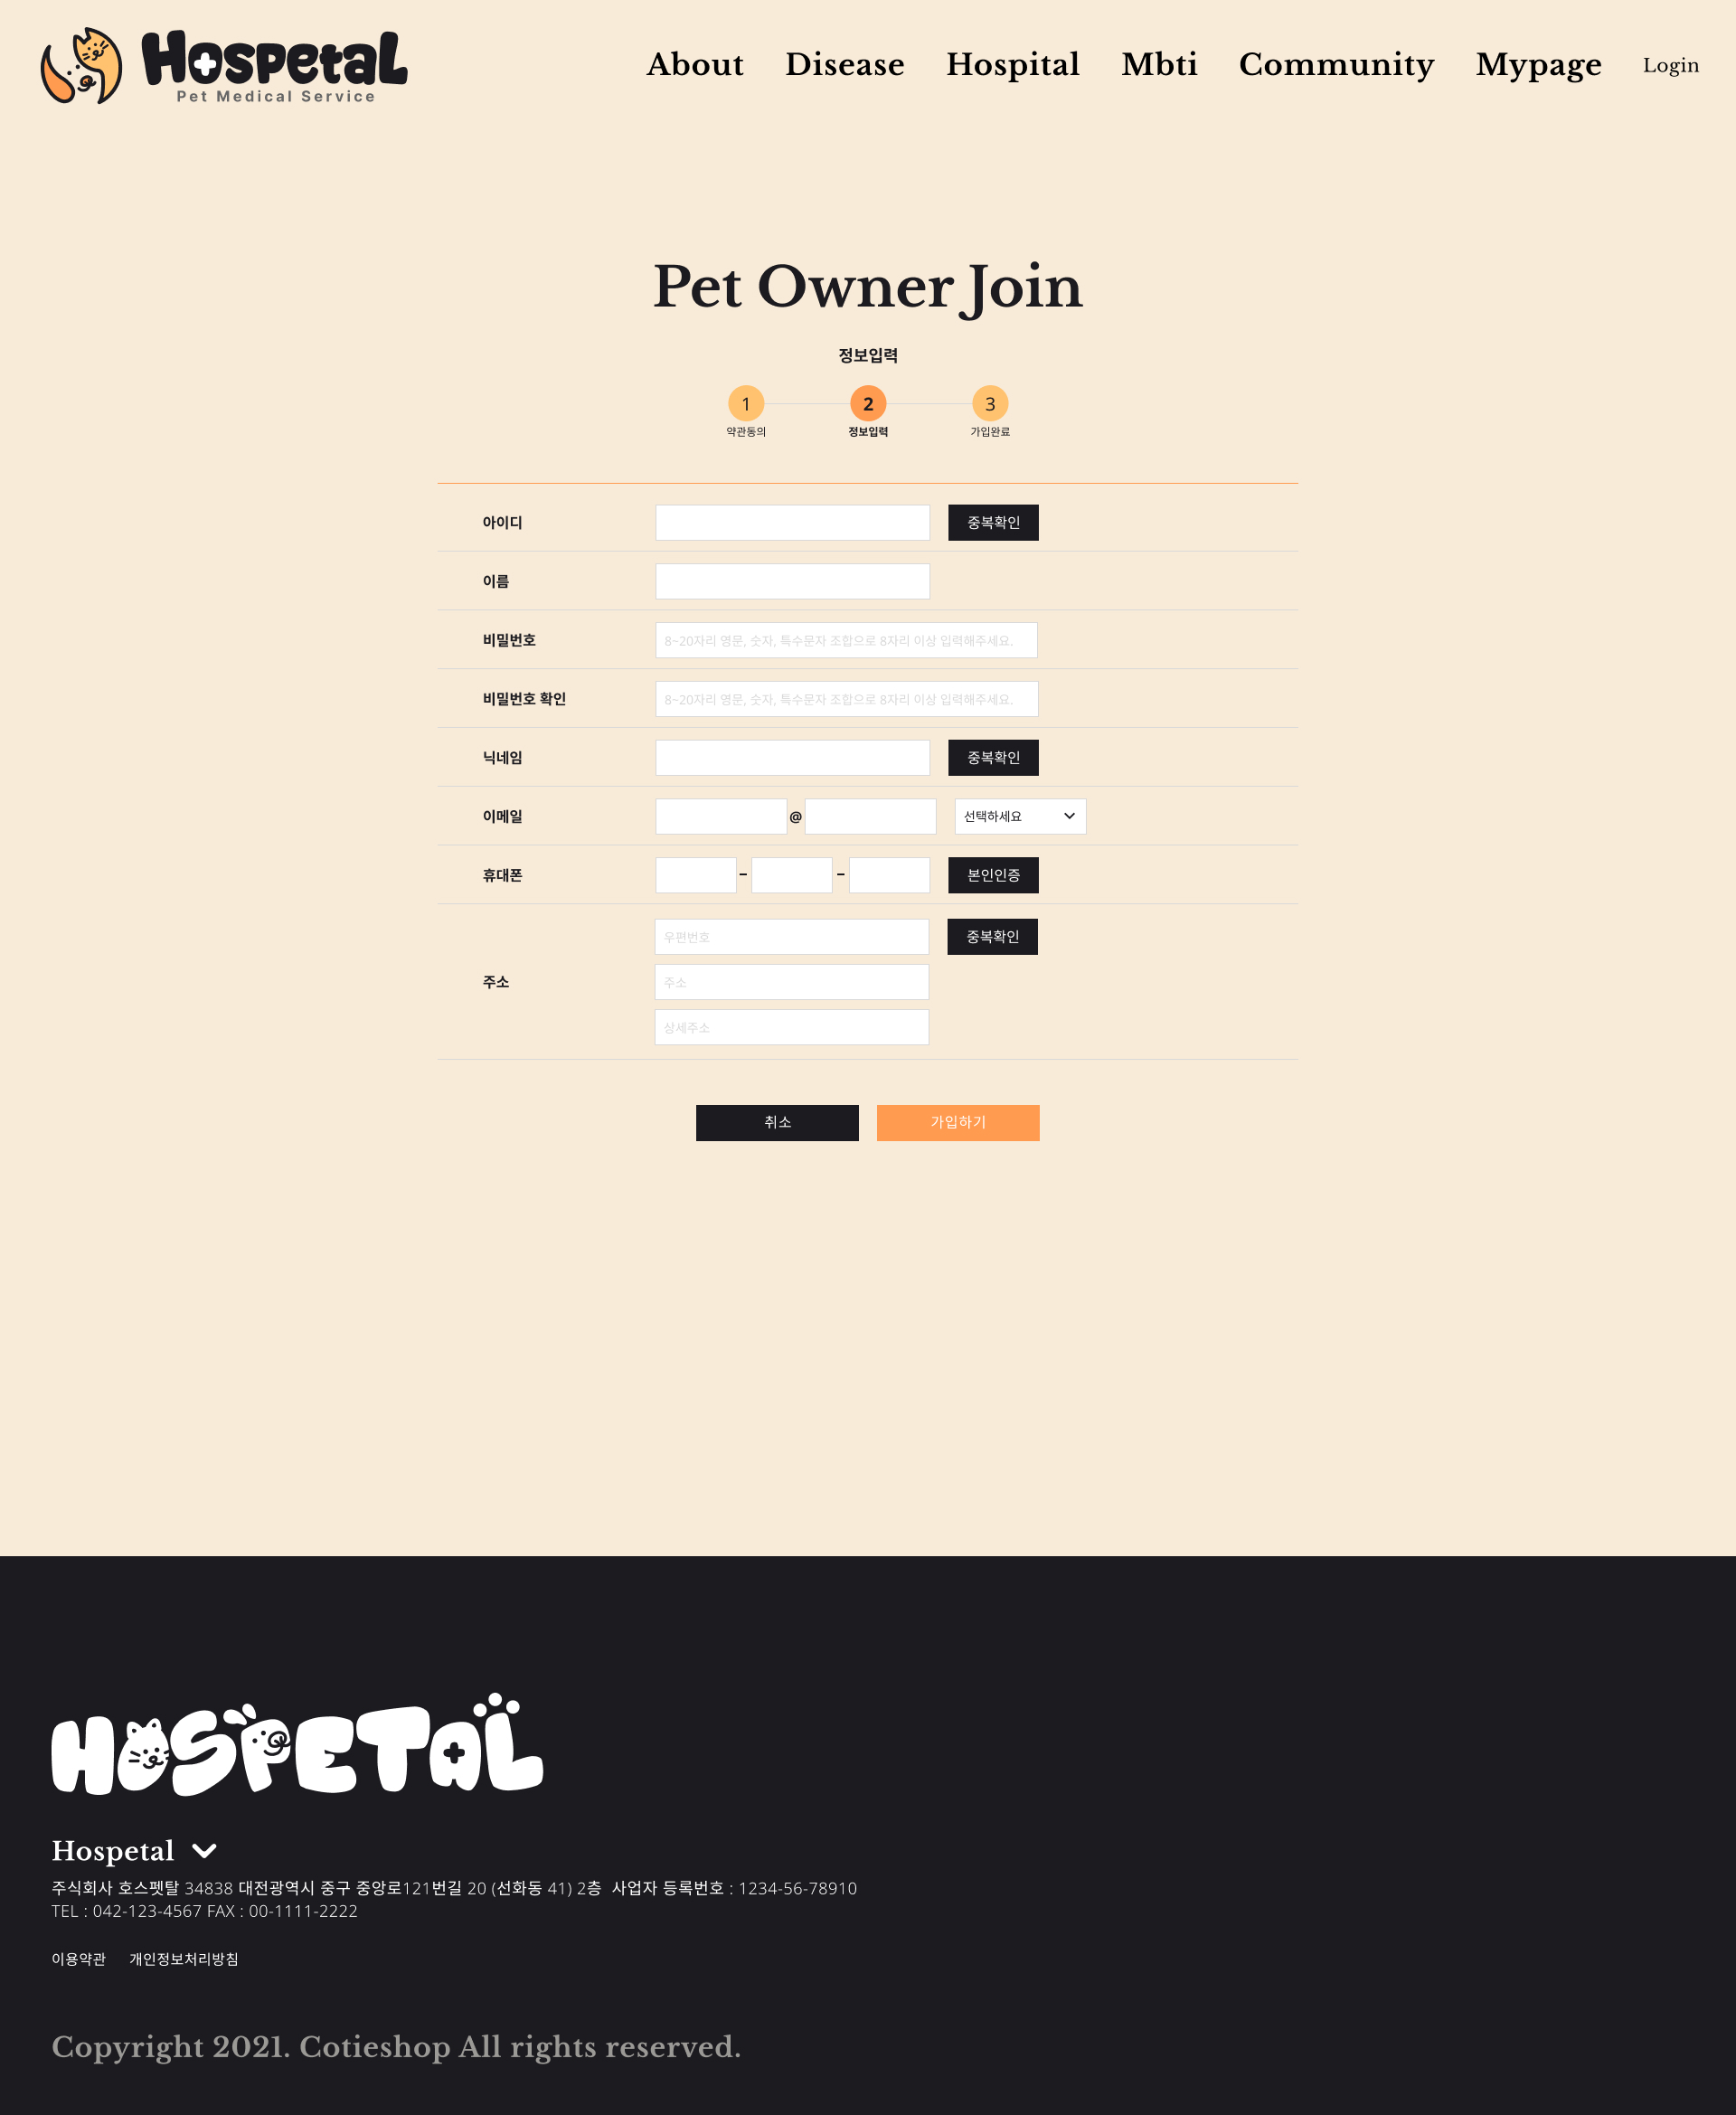 Hospetal
Pet Medical Service
About Disease Hospital Mbti Community Mypage Login
Pet Owner Join
정보입력
1 2 3
약관동의 정보입력 가입완료
아이디 중복확인
이름
비밀번호 8~20자리 영문, 숫자, 특수문자 조합으로 8자리 이상 입력해주세요.
비밀번호 확인 8~20자리 영문, 숫자, 특수문자 조합으로 8자리 이상 입력해주세요.
닉네임 중복확인
이메일 @ 선택하세요
휴대폰 - - 본인인증
우편번호 중복확인
주소 주소
상세주소
취소 가입하기
HOSPETAL
Hospetal
주식회사 호스펫탈 34838 대전광역시 중구 중앙로121번길 20 (선화동 41) 2층 사업자 등록번호 : 1234-56-78910
TEL : 042-123-4567 FAX : 00-1111-2222
이용약관 개인정보처리방침
Copyright 2021. Cotieshop All rights reserved.